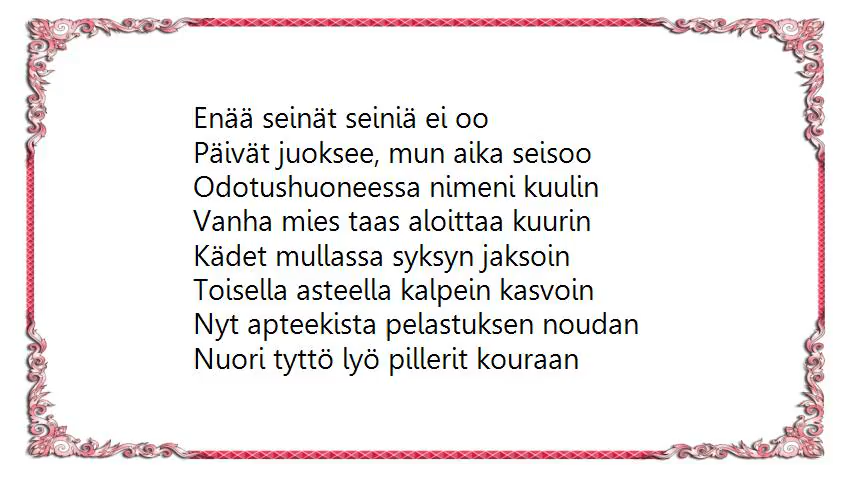 Enää seinät seiniä ei oo
Päivät juoksee, mun aika seisoo
Odotushuoneessa nimeni kuulin
Vanha mies taas aloittaa kuurin
Kädet mullassa syksyn jaksoin
Toisella asteella kalpein kasvoin
Nyt apteekista pelastuksen noudan
Nuori tyttö lyö pillerit kouraan